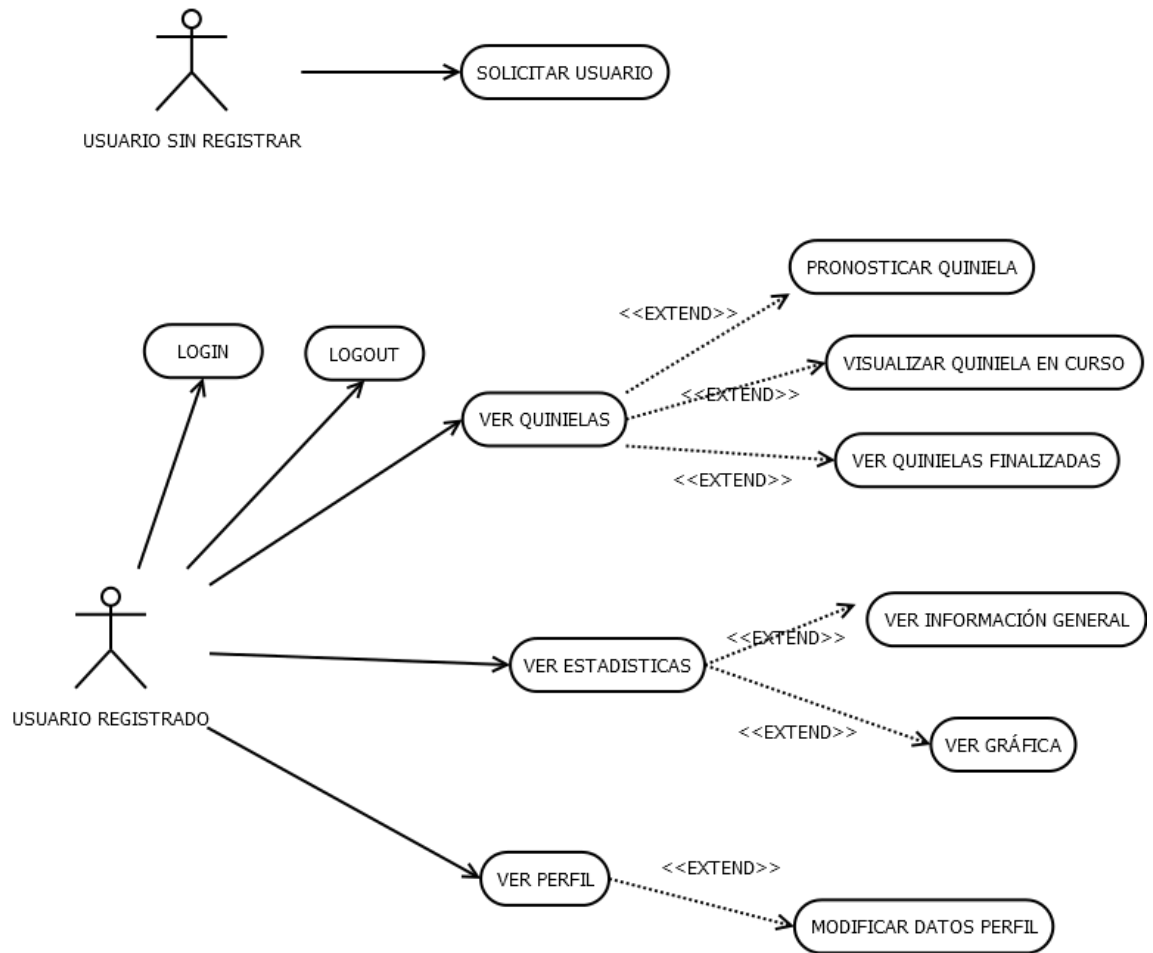 SOLICITAR USUARIO
USUARIO SIN REGISTRAR
PRONOSTICAR QUINIELA
<<EXTEND>>
LOGIN
LOGOUT
VISUALIZAR QUINIELA EN CURSO
<<EXTEND>>
VER QUINIELAS
VER QUINIELAS FINALIZADAS
<<EXTEND>>
VER INFORMACIÓN GENERAL
<<EXTEND>>
VER ESTADISTICAS
USUARIO REGISTRADO
<<EXTEND>>
VER GRÁFICA
<<EXTEND>>
VER PERFIL
MODIFICAR DATOS PERFIL